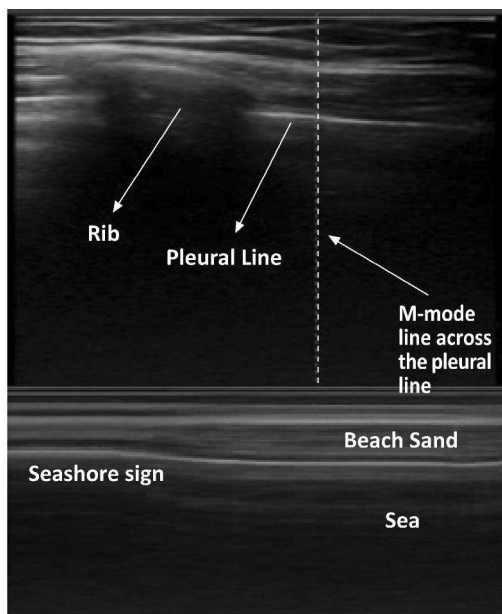 Rib
Pleural Line
M-mode
line across
the pleural
line
Beach Sand
Seashore sign
Sea